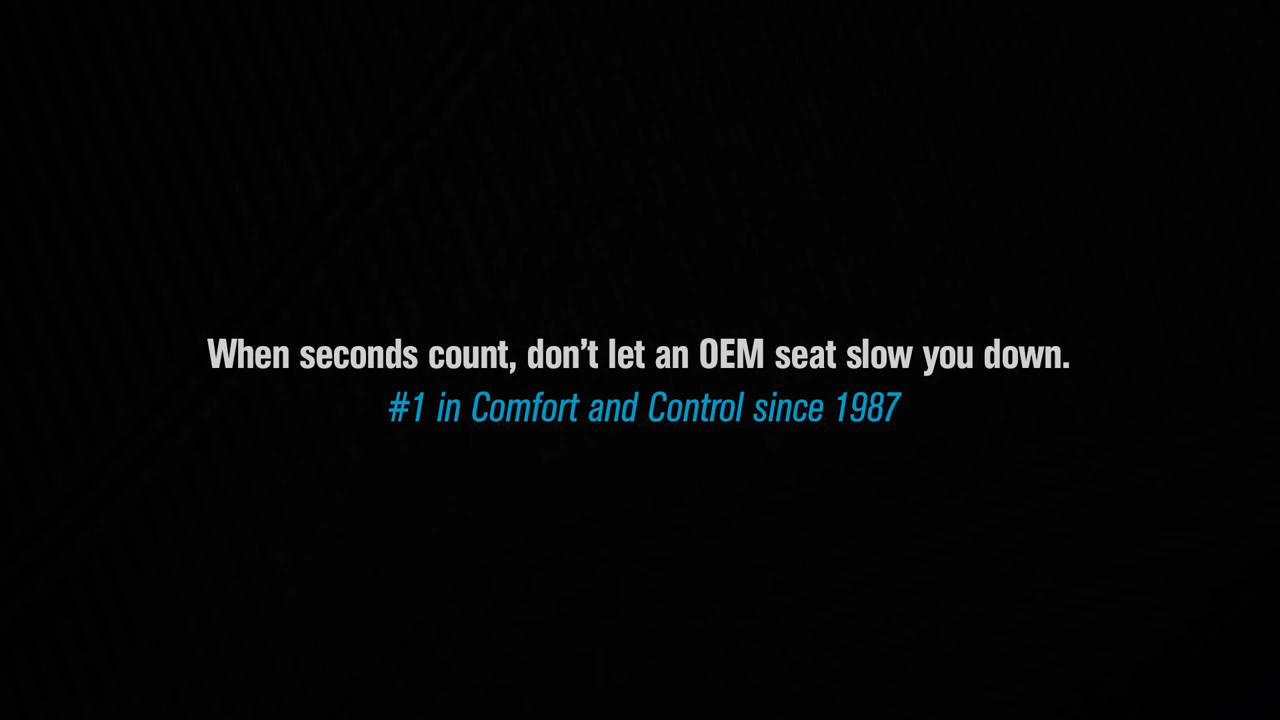 When seconds count, don’t let an OEM seat slow you down.
#1 in Comfort and Control since 1987